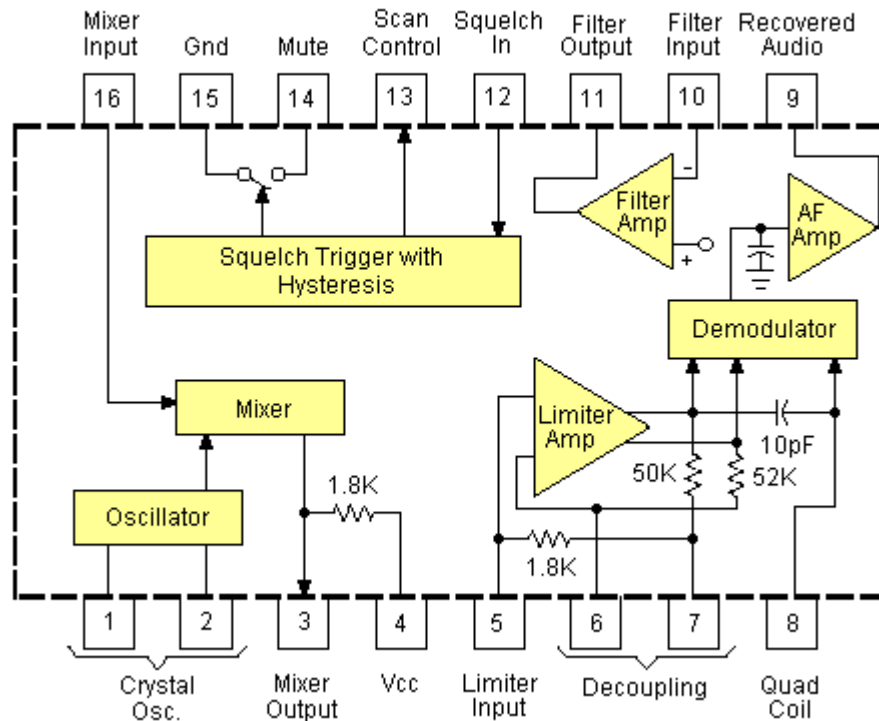 Mixer Input
Gnd
Mute
Scan Control
Squelch In
Filter Output
Filter Input
Recovered Audio
16
15
14
13
12
11
10
9
Filter Amp
-
+
AF Amp
Squelch Trigger with Hysteresis
Demodulator
Mixer
Limiter Amp
10pF
50K
52K
1.8K
Oscillator
1.8K
1
2
3
4
5
6
7
8
Crystal Osc.
Mixer Output
Vcc
Limiter Input
Decoupling
Quad Coil